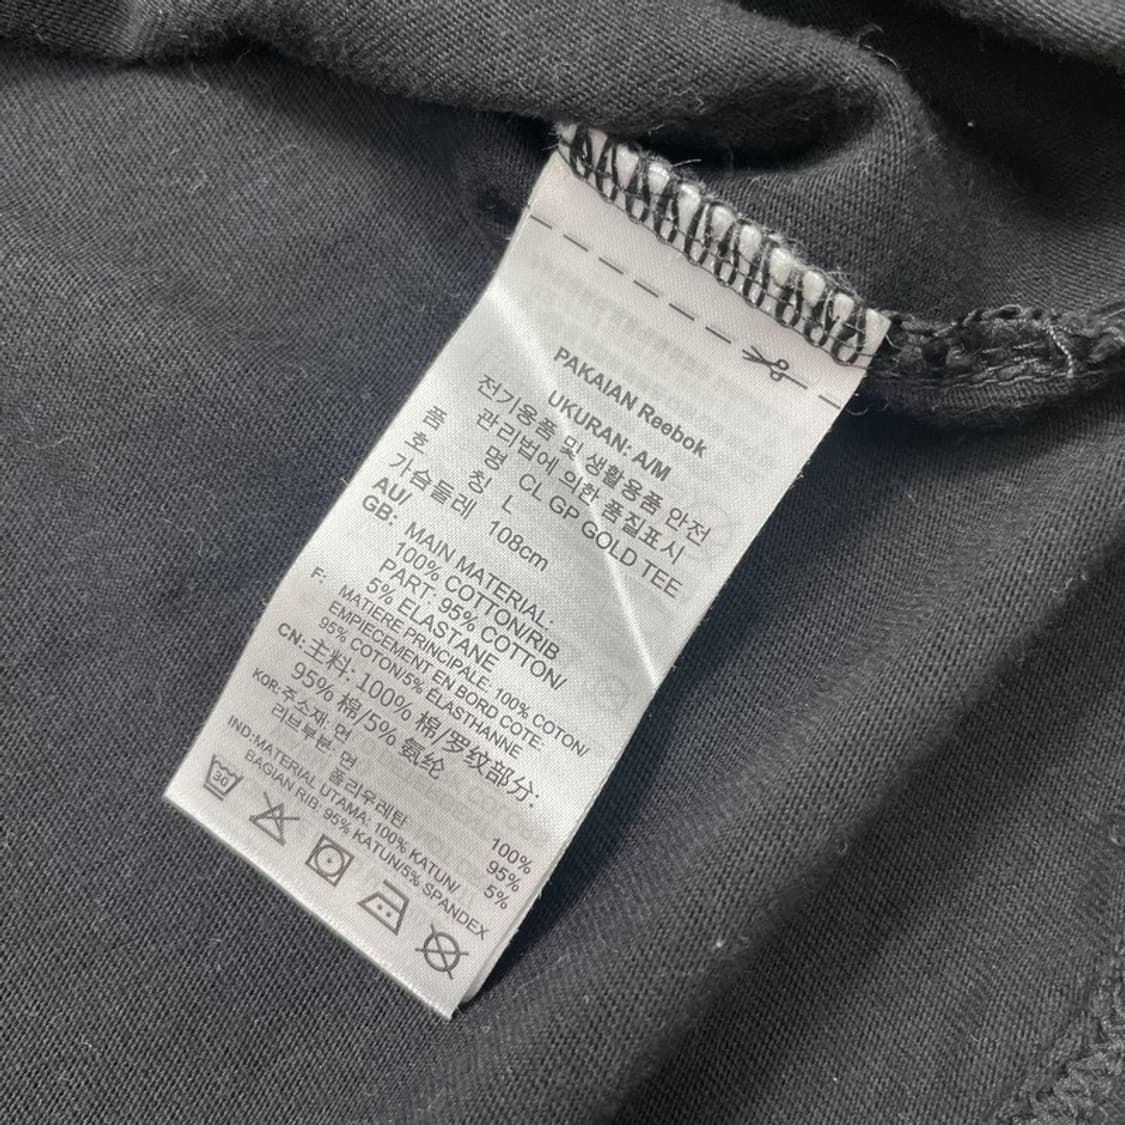 PAKAIAN Reebok
UKURAN: A/M
전기용품 및 생활용품 안전
관리법에 의한 품질표시
품 명 CL GP GOLD TEE
호 칭 L
가슴둘레 108cm
AU/
GB: MAIN MATERIAL:
100% COTTON/RIB
PART: 95% COTTON/
5% ELASTANE
F: MATIERE PRINCIPALE: 100% COTON/
EMPIECEMENT EN BORD COTE:
95% COTON/5% ÉLASTHANNE
CN: 主料: 100% 棉/罗纹部分:
95% 棉/5% 氨纶
KOR: 주소재: 면 100%
리브부분: 면 95%
폴리우레탄 5%
IND: MATERIAL UTAMA: 100% KATUN/
BAGIAN RIB: 95% KATUN/5% SPANDEX
30